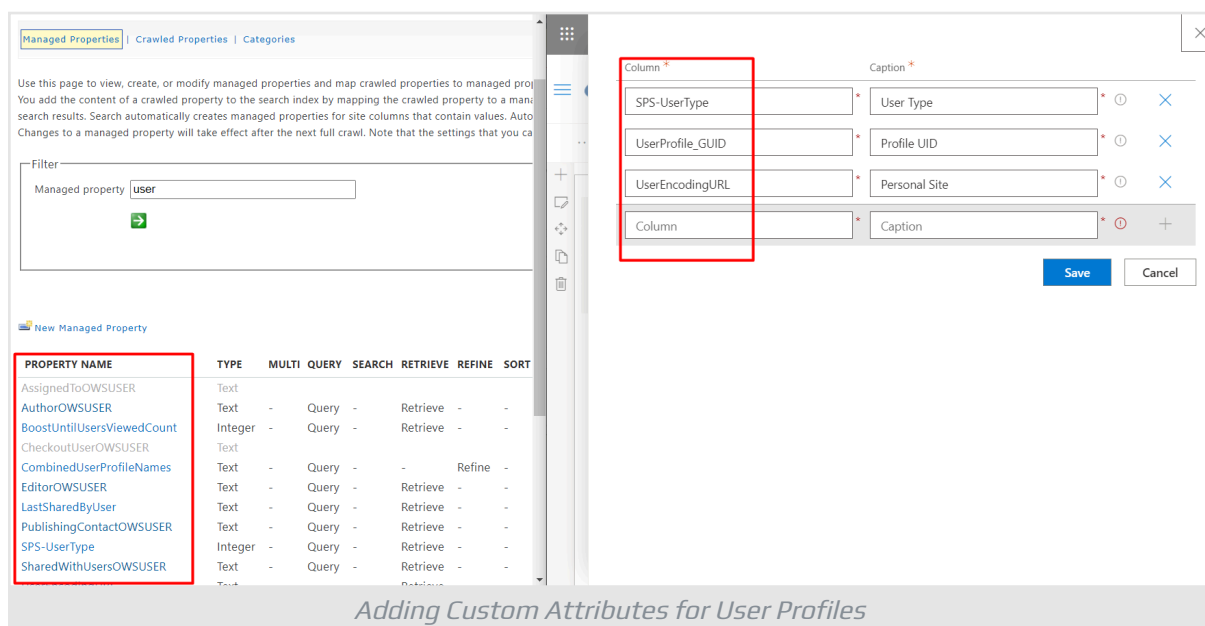 Managed Properties | Crawled Properties | Categories
Use this page to view, create, or modify managed properties and map crawled properties to managed prop
You add the content of a crawled property to the search index by mapping the crawled property to a mana
search results. Search automatically creates managed properties for site columns that contain values. Auto
Changes to a managed property will take effect after the next full crawl. Note that the settings that you ca
Filter
Managed property user
New Managed Property
PROPERTY NAME TYPE MULTI QUERY SEARCH RETRIEVE REFINE SORT
AssignedToOWSUSER Text
AuthorOWSUSER Text - Query - Retrieve - -
BoostUntilUsersViewedCount Integer - Query - Retrieve - -
CheckoutUserOWSUSER Text
CombinedUserProfileNames Text - Query - - Refine -
EditorOWSUSER Text - Query - Retrieve - -
LastSharedByUser Text - Query - Retrieve - -
PublishingContactOWSUSER Text - Query - Retrieve - -
SPS-UserType Integer - Query - Retrieve - -
SharedWithUsersOWSUSER Text - Query - Retrieve - -
Column * Caption *
SPS-UserType * User Type *
UserProfile_GUID * Profile UID *
UserEncodingURL * Personal Site *
Column * Caption *
Save Cancel
Adding Custom Attributes for User Profiles